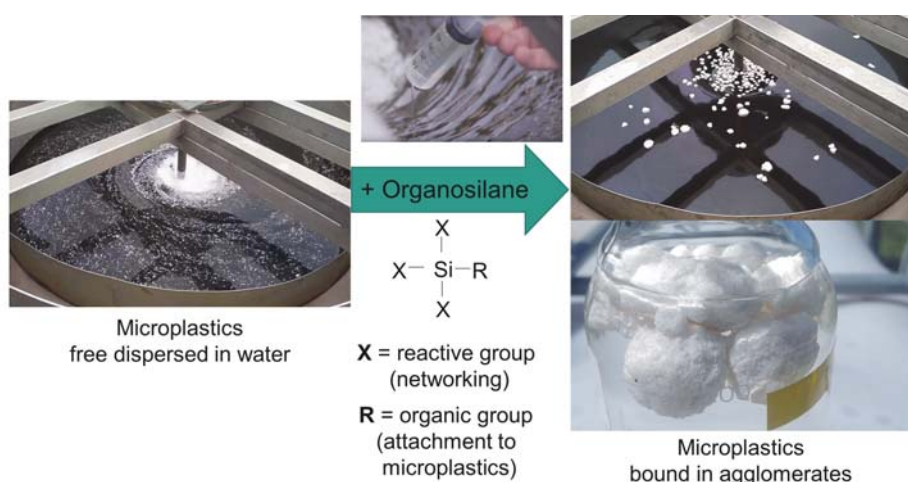 Microplastics
free dispersed in water
+ Organosilane
X
X Si R
X
X = reactive group
(networking)
R = organic group
(attachment to
microplastics)
Microplastics
bound in agglomerates